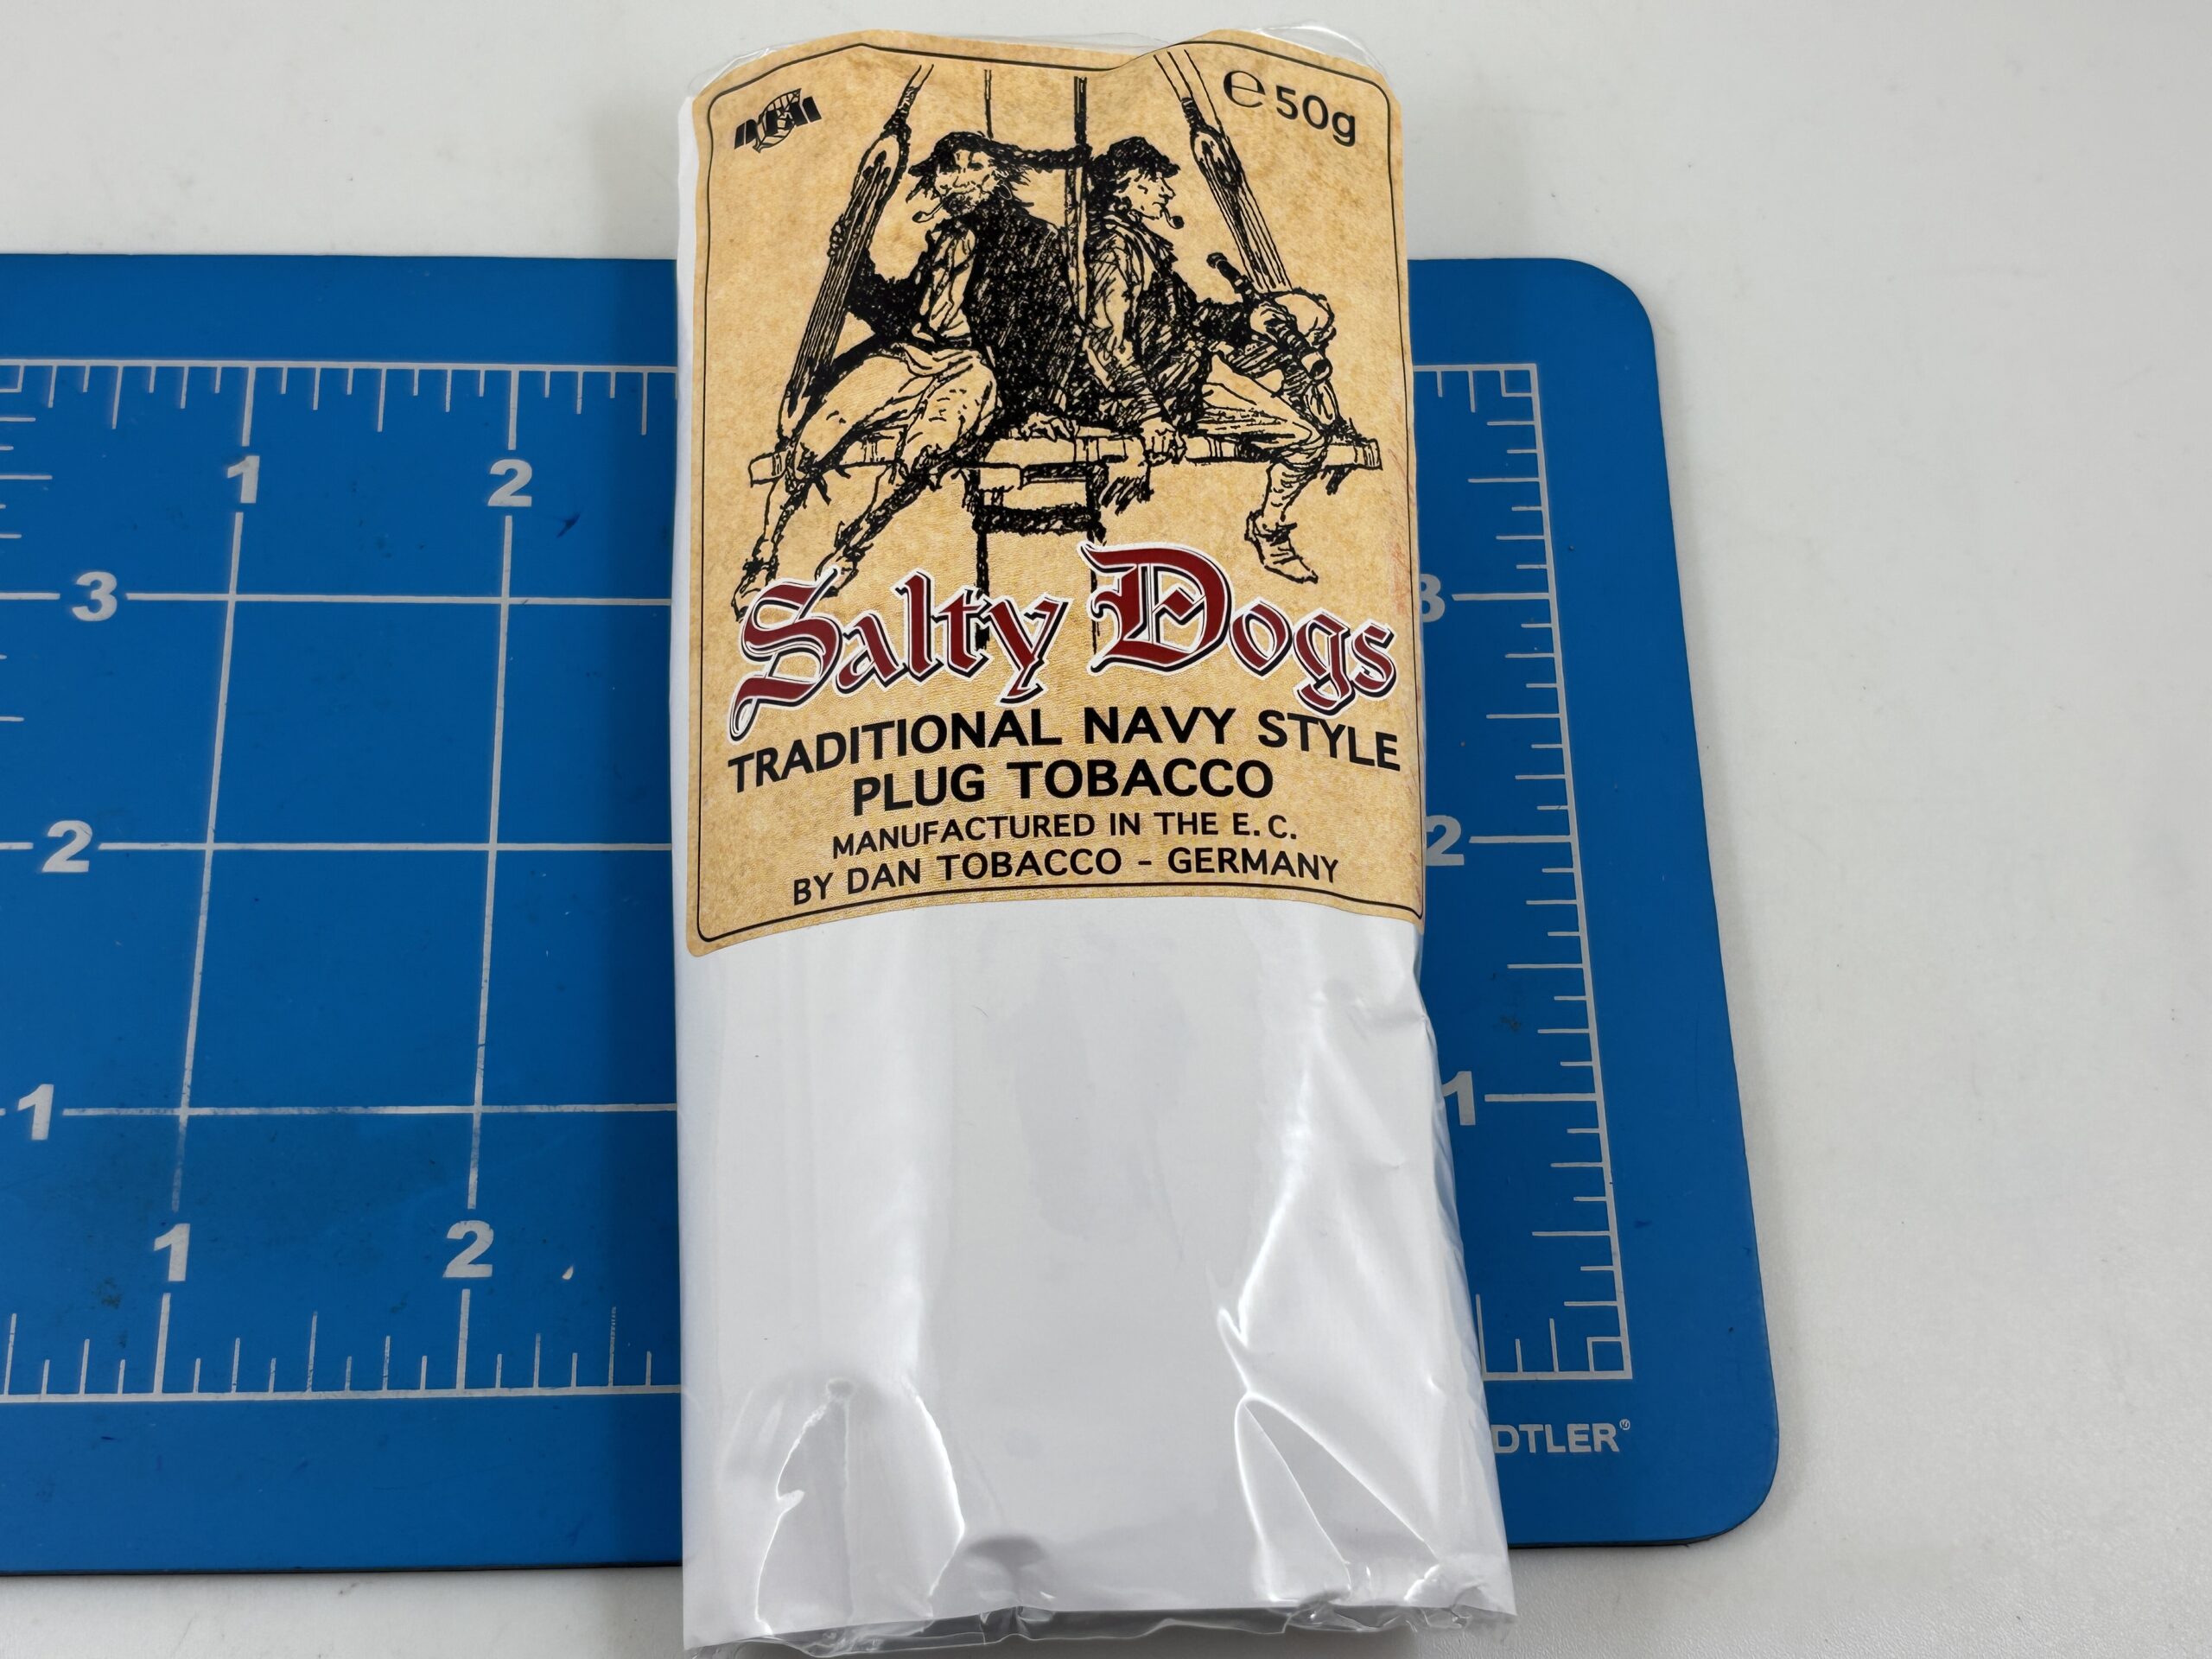 DAN
℮50g
Salty Dogs
TRADITIONAL NAVY STYLE
PLUG TOBACCO
MANUFACTURED IN THE E.C.
BY DAN TOBACCO - GERMANY
1
2
3
3
2
2
1
1
1
2
DTLER®